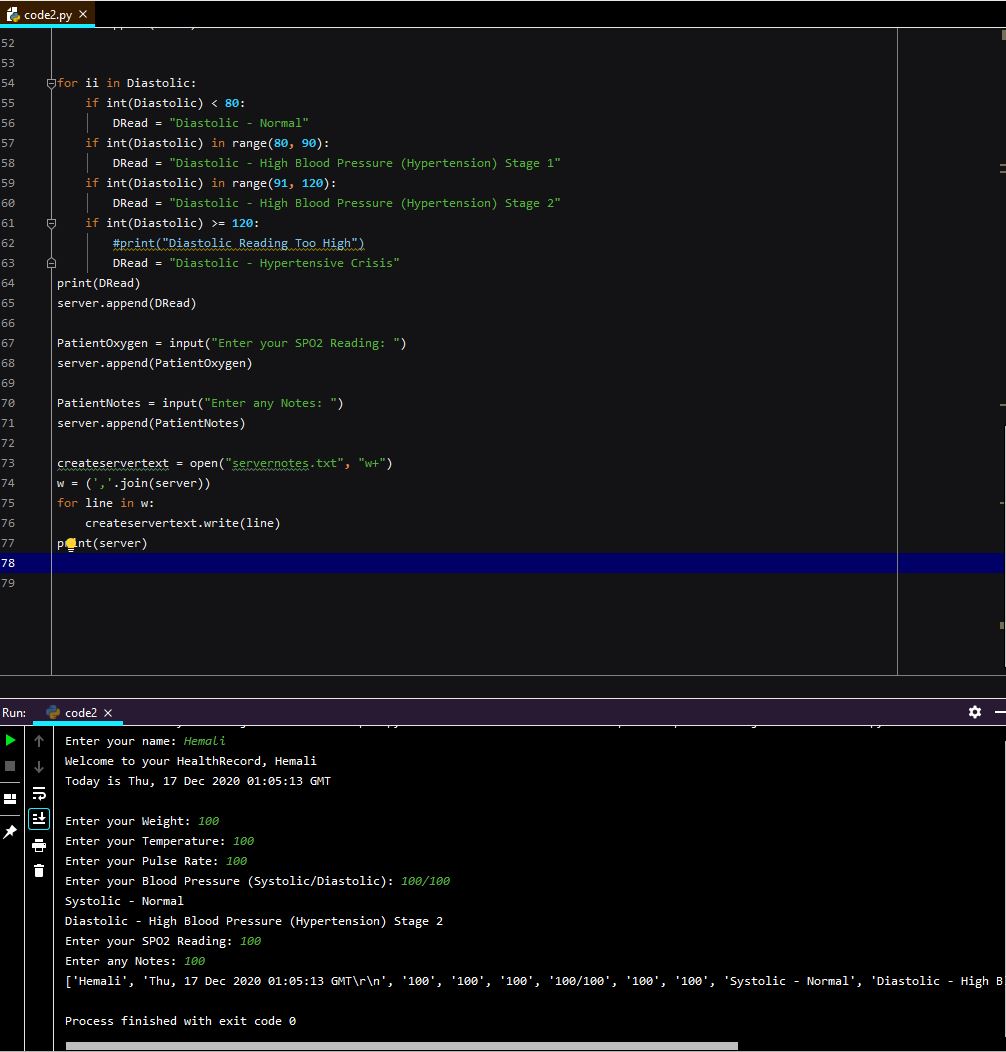 code2.py
52
53
54 for ii in Diastolic:
55     if int(Diastolic) < 80:
56         DRead = "Diastolic - Normal"
57     if int(Diastolic) in range(80, 90):
58         DRead = "Diastolic - High Blood Pressure (Hypertension) Stage 1"
59     if int(Diastolic) in range(91, 120):
60         DRead = "Diastolic - High Blood Pressure (Hypertension) Stage 2"
61     if int(Diastolic) >= 120:
62         #print("Diastolic Reading Too High")
63         DRead = "Diastolic - Hypertensive Crisis"
64 print(DRead)
65 server.append(DRead)
66
67 PatientOxygen = input("Enter your SPO2 Reading: ")
68 server.append(PatientOxygen)
69
70 PatientNotes = input("Enter any Notes: ")
71 server.append(PatientNotes)
72
73 createservertext = open("servernotes.txt", "w+")
74 w = (','.join(server))
75 for line in w:
76     createservertext.write(line)
77 print(server)
78
79
Run: code2
Enter your name: Hemali
Welcome to your HealthRecord, Hemali
Today is Thu, 17 Dec 2020 01:05:13 GMT
Enter your Weight: 100
Enter your Temperature: 100
Enter your Pulse Rate: 100
Enter your Blood Pressure (Systolic/Diastolic): 100/100
Systolic - Normal
Diastolic - High Blood Pressure (Hypertension) Stage 2
Enter your SPO2 Reading: 100
Enter any Notes: 100
['Hemali', 'Thu, 17 Dec 2020 01:05:13 GMT\r\n', '100', '100', '100', '100/100', '100', '100', 'Systolic - Normal', 'Diastolic - High B
Process finished with exit code 0